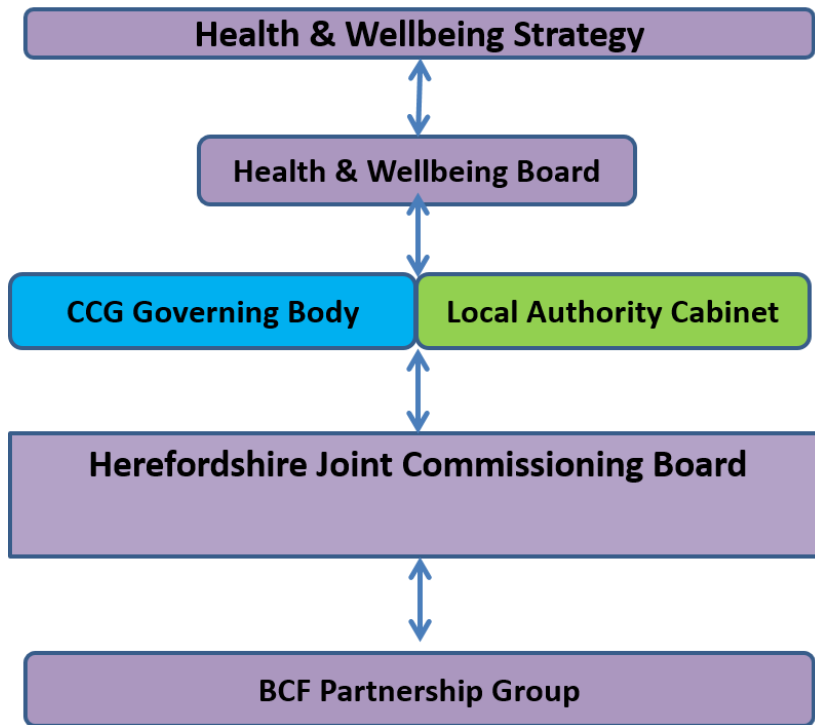 Health & Wellbeing Strategy
Health & Wellbeing Board
CCG Governing Body
Local Authority Cabinet
Herefordshire Joint Commissioning Board
BCF Partnership Group